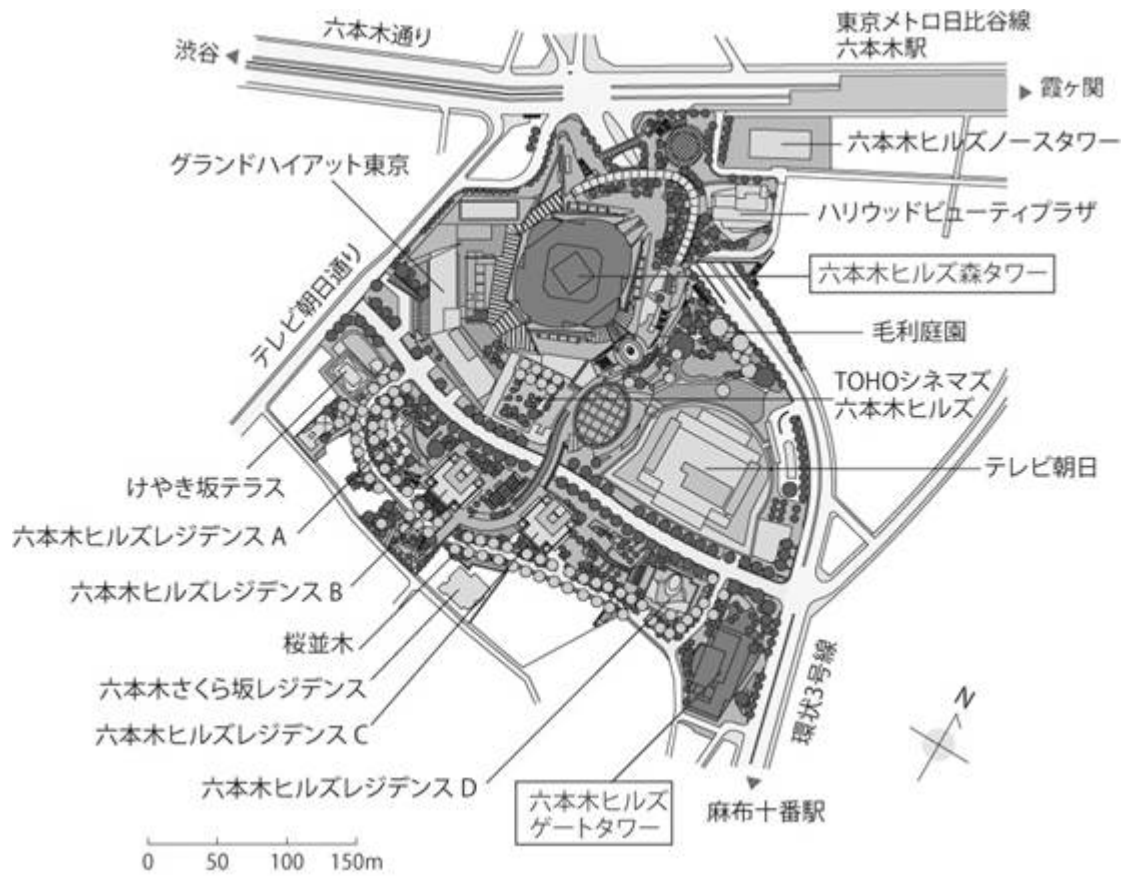 六本木通り
東京メトロ日比谷線
六本木駅
渋谷
霞ヶ関
六本木ヒルズノースタワー
グランドハイアット東京
ハリウッドビューティプラザ
六本木ヒルズ森タワー
テレビ朝日通り
毛利庭園
TOHOシネマズ
六本木ヒルズ
テレビ朝日
けやき坂テラス
六本木ヒルズレジデンス A
六本木ヒルズレジデンス B
桜並木
六本木さくら坂レジデンス
六本木ヒルズレジデンス C
六本木ヒルズレジデンス D
六本木ヒルズ
ゲートタワー
環状3号線
麻布十番駅
N
0 50 100 150m